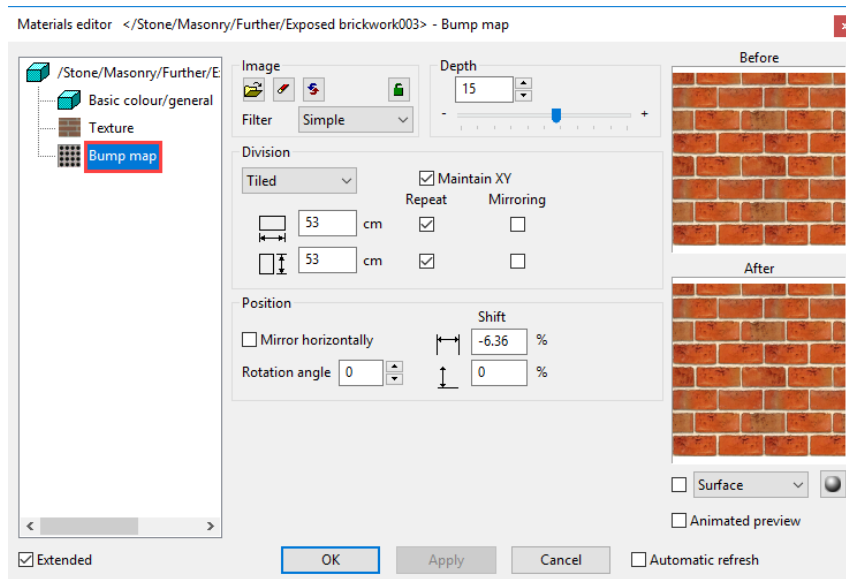 Materials editor </Stone/Masonry/Further/Exposed brickwork003> - Bump map
/Stone/Masonry/Further/E
Basic colour/general
Texture
Bump map
Image
Filter Simple
Depth
15
- +
Division
Tiled
Maintain XY
Repeat Mirroring
53 cm
53 cm
Position
Shift
Mirror horizontally
-6.36 %
Rotation angle 0
0 %
Before
After
Surface
Animated preview
Extended
OK
Apply
Cancel
Automatic refresh